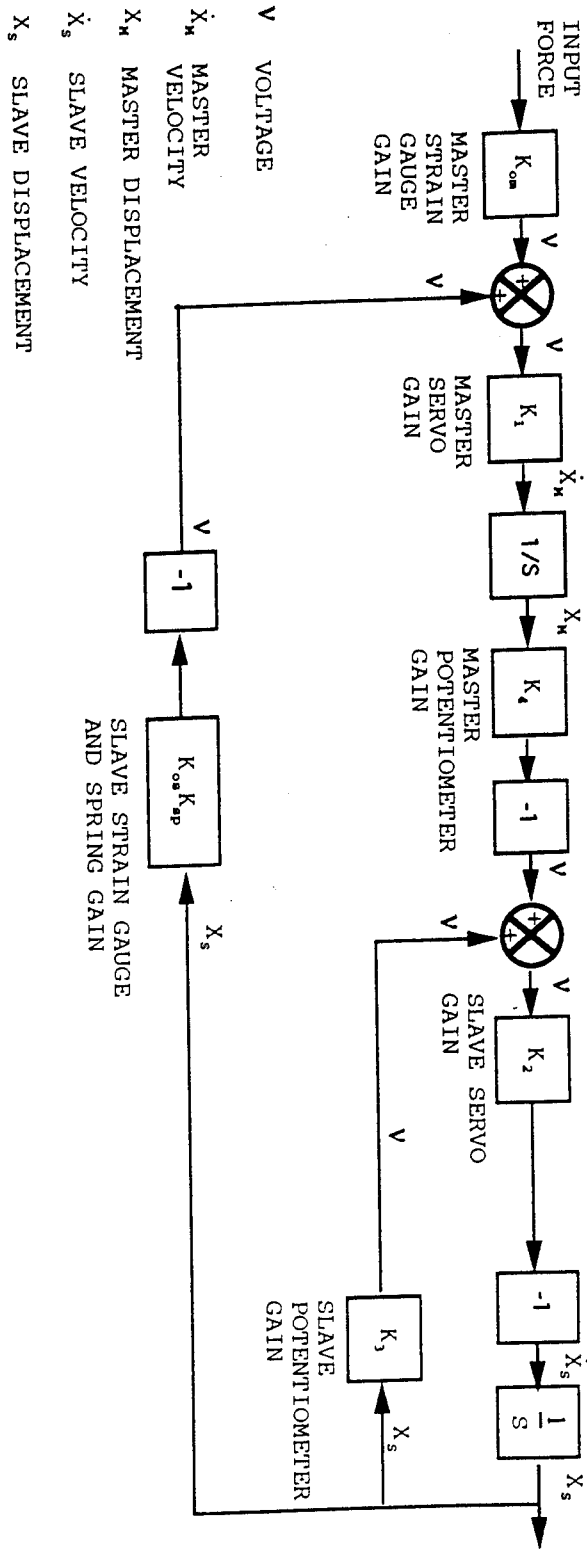 INPUT
FORCE
K_om
MASTER
STRAIN
GAUGE
GAIN
V
+
+
V
V
K_1
MASTER
SERVO
GAIN
Ẋ_M
1/S
X_M
K_4
MASTER
POTENTIOMETER
GAIN
-1
V
+
+
V
V
K_2
SLAVE SERVO
GAIN
-1
Ẋ_S
1
S
X_S
V
K_3
SLAVE
POTENTIOMETER
GAIN
X_S
V
-1
K_os K_sp
SLAVE STRAIN GAUGE
AND SPRING GAIN
X_S
V VOLTAGE
Ẋ_M MASTER
VELOCITY
X_M MASTER DISPLACEMENT
Ẋ_S SLAVE VELOCITY
X_S SLAVE DISPLACEMENT